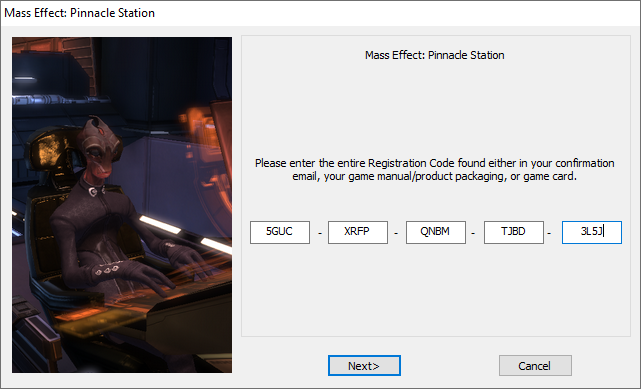 Mass Effect: Pinnacle Station
Mass Effect: Pinnacle Station
Please enter the entire Registration Code found either in your confirmation
email, your game manual/product packaging, or game card.
5GUC - XRFP - QNBM - TJBD - 3L5J
Next> Cancel